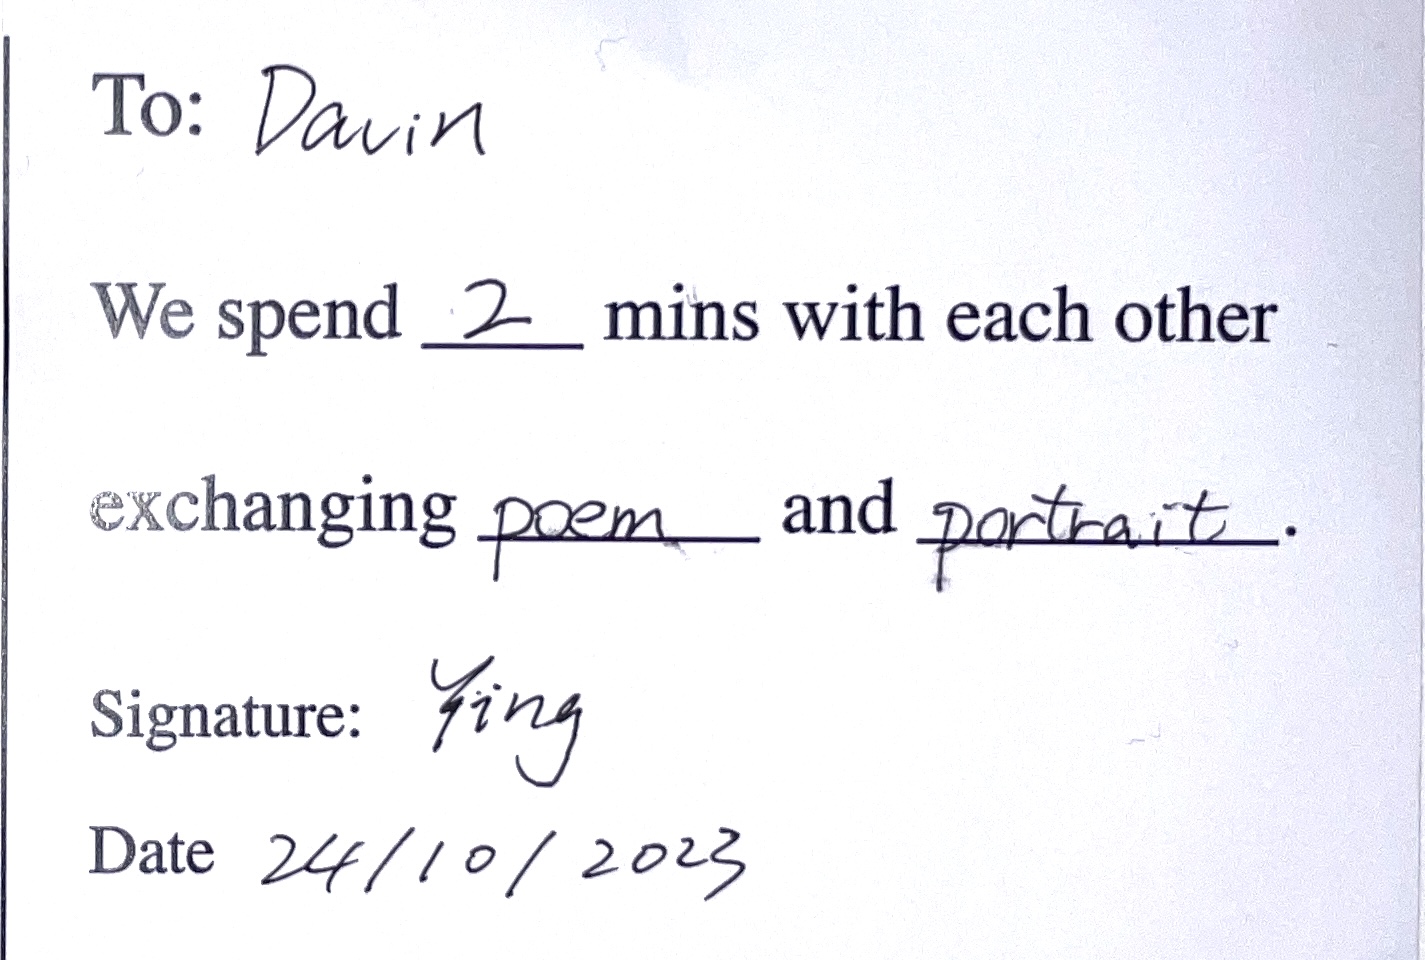 To: Davin
We spend 2 mins with each other
exchanging poem and portrait.
Signature: Ying
Date 24/10/2023